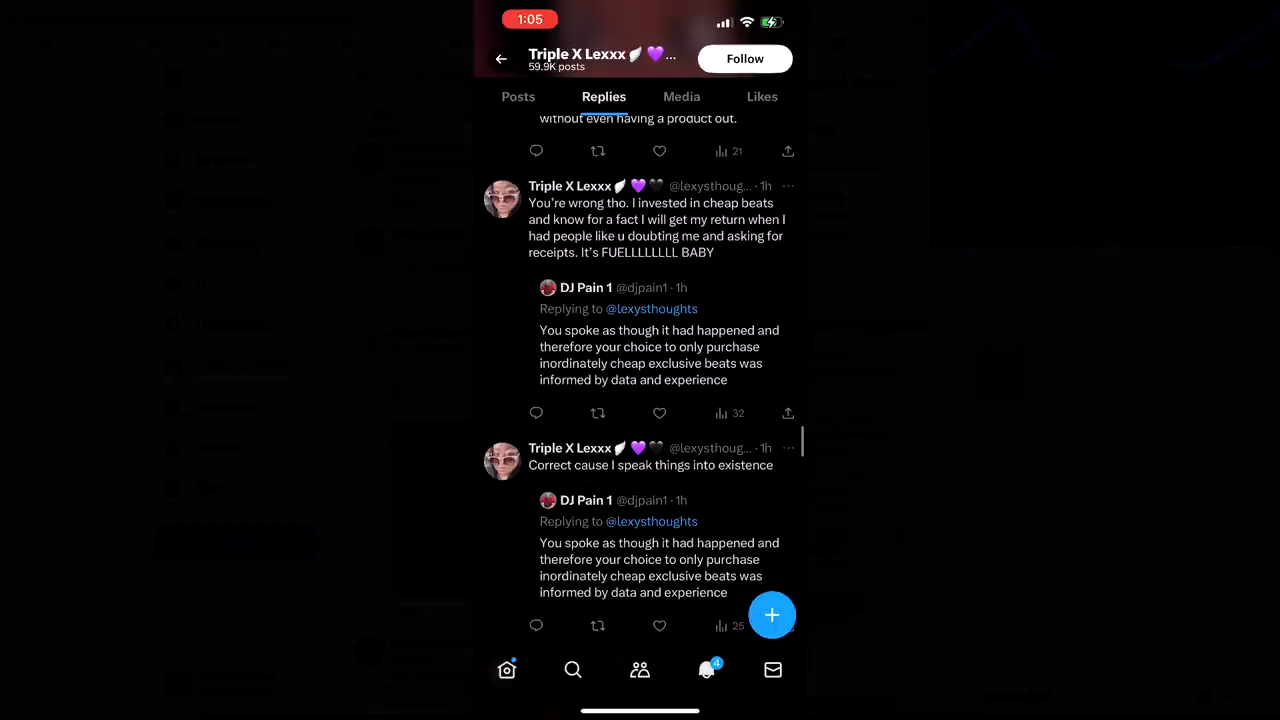 1:05
Triple X Lexxx 🪽 💜...
59.9K posts
Follow
Posts Replies Media Likes
without even having a product out.
21
Triple X Lexxx 🪽 💜 🖤 @lexysthoug... · 1h ...
You're wrong tho. I invested in cheap beats
and know for a fact I will get my return when I
had people like u doubting me and asking for
receipts. It's FUELLLLLLLL BABY
DJ Pain 1 @djpain1 · 1h
Replying to @lexysthoughts
You spoke as though it had happened and
therefore your choice to only purchase
inordinately cheap exclusive beats was
informed by data and experience
32
Triple X Lexxx 🪽 💜 🖤 @lexysthoug... · 1h ...
Correct cause I speak things into existence
DJ Pain 1 @djpain1 · 1h
Replying to @lexysthoughts
You spoke as though it had happened and
therefore your choice to only purchase
inordinately cheap exclusive beats was
informed by data and experience
25
4